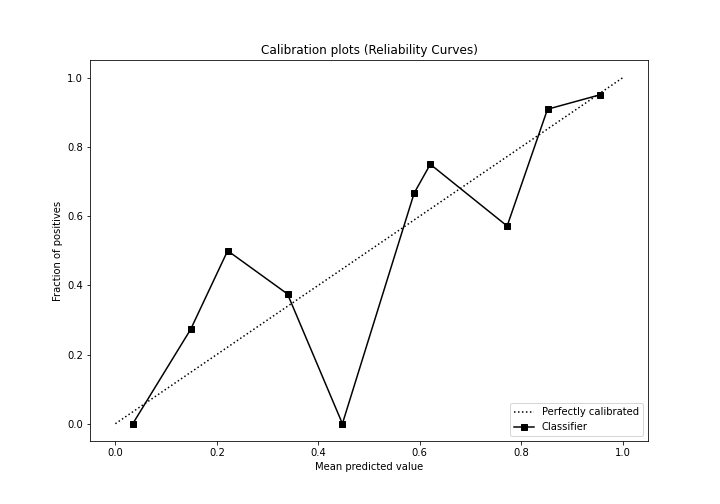 Calibration plots (Reliability Curves)
1.0
0.8
0.6
0.4
0.2
0.0
Fraction of positives
Perfectly calibrated
Classifier
0.0 0.2 0.4 0.6 0.8 1.0
Mean predicted value